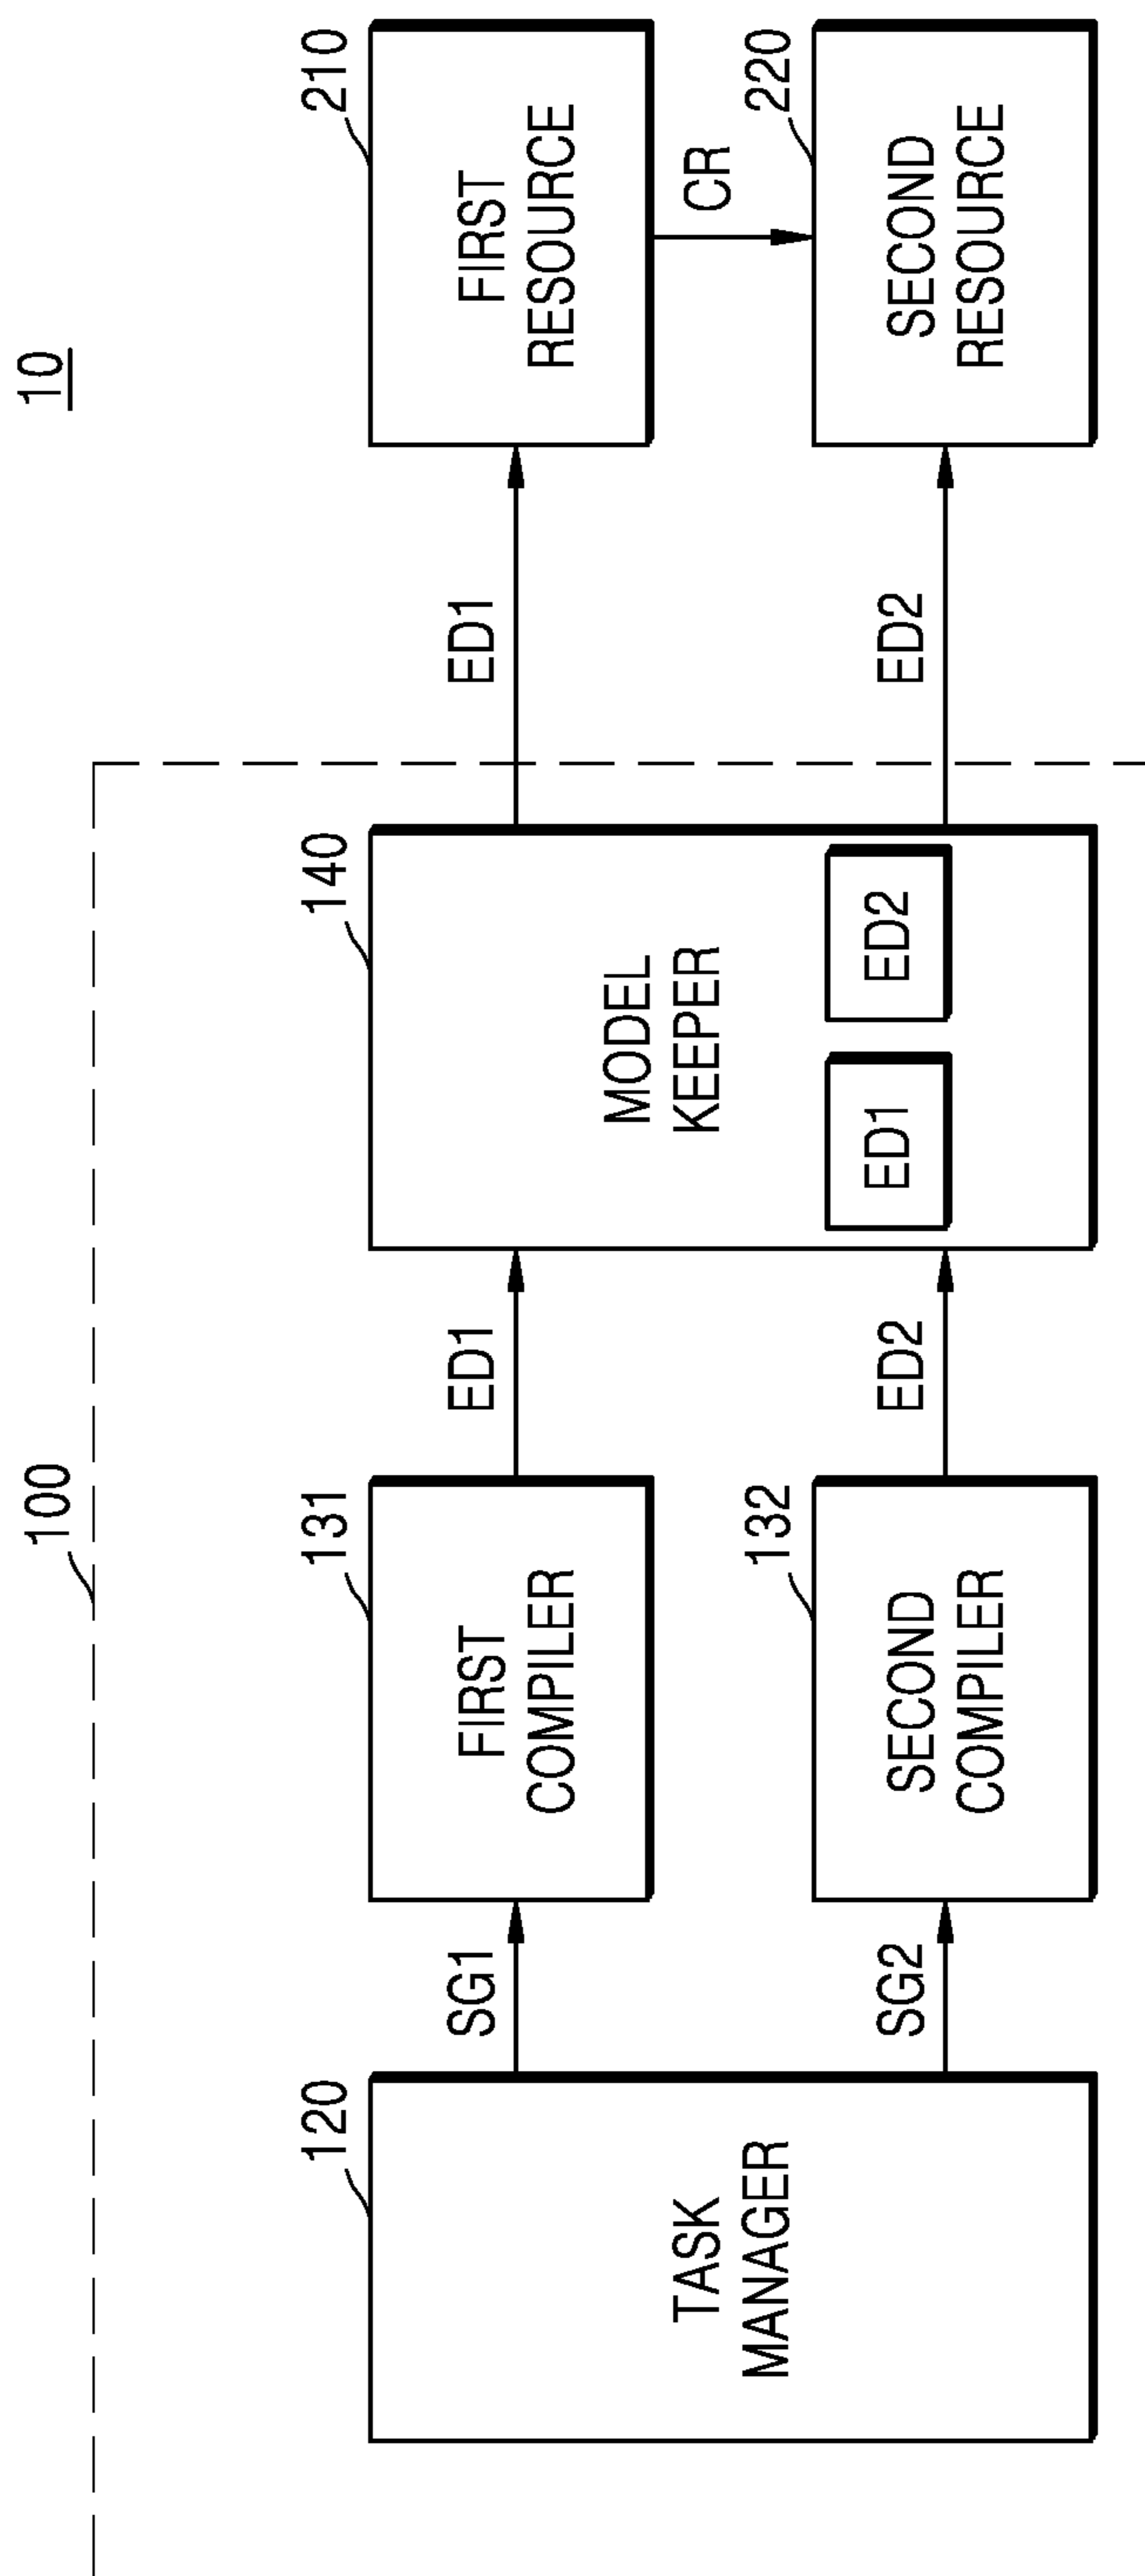 10
100
120
TASK
MANAGER
SG1
SG2
131
FIRST
COMPILER
132
SECOND
COMPILER
ED1
ED2
140
MODEL
KEEPER
ED1
ED2
ED1
ED2
210
FIRST
RESOURCE
CR
220
SECOND
RESOURCE